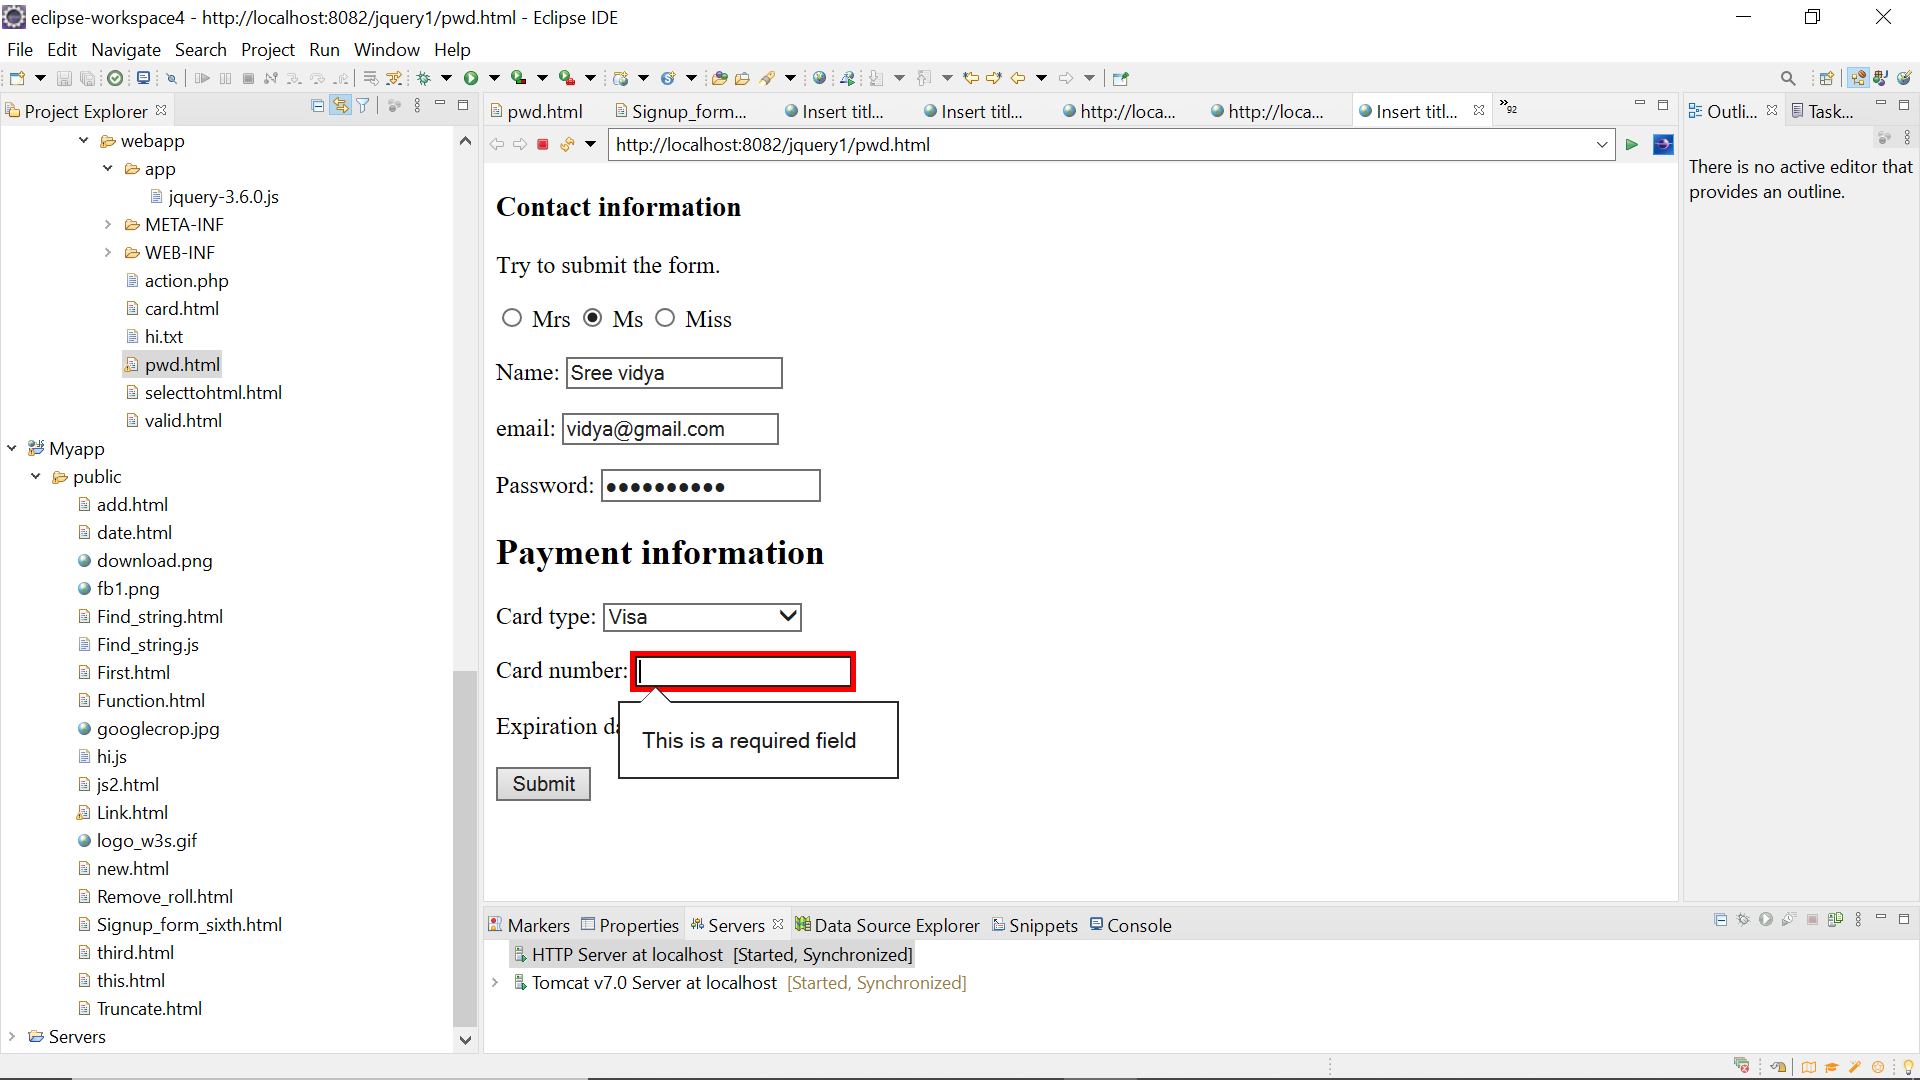 eclipse-workspace4 - http://localhost:8082/jquery1/pwd.html - Eclipse IDE
File Edit Navigate Search Project Run Window Help
Project Explorer
webapp
app
jquery-3.6.0.js
META-INF
WEB-INF
action.php
card.html
hi.txt
pwd.html
selecttohtml.html
valid.html
Myapp
public
add.html
date.html
download.png
fb1.png
Find_string.html
Find_string.js
First.html
Function.html
googlecrop.jpg
hi.js
js2.html
Link.html
logo_w3s.gif
new.html
Remove_roll.html
Signup_form_sixth.html
third.html
this.html
Truncate.html
Servers
pwd.html Signup_form... Insert titl... Insert titl... http://loca... http://loca... Insert titl... »92
http://localhost:8082/jquery1/pwd.html
Contact information
Try to submit the form.
Mrs Ms Miss
Name: Sree vidya
email: vidya@gmail.com
Password: ••••••••••
Payment information
Card type: Visa
Card number:
Expiration da
This is a required field
Submit
Outli... Task...
There is no active editor that
provides an outline.
Markers Properties Servers Data Source Explorer Snippets Console
HTTP Server at localhost [Started, Synchronized]
Tomcat v7.0 Server at localhost [Started, Synchronized]